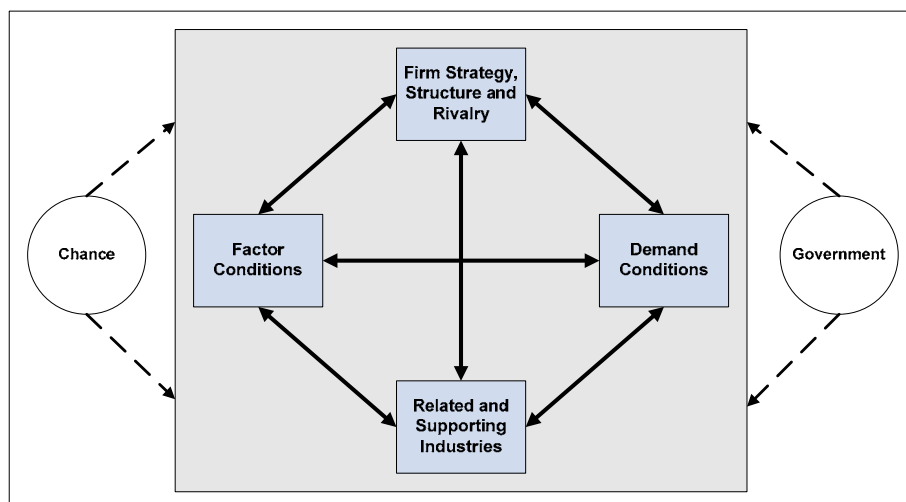 Firm Strategy,
Structure and
Rivalry
Chance
Factor
Conditions
Demand
Conditions
Government
Related and
Supporting
Industries